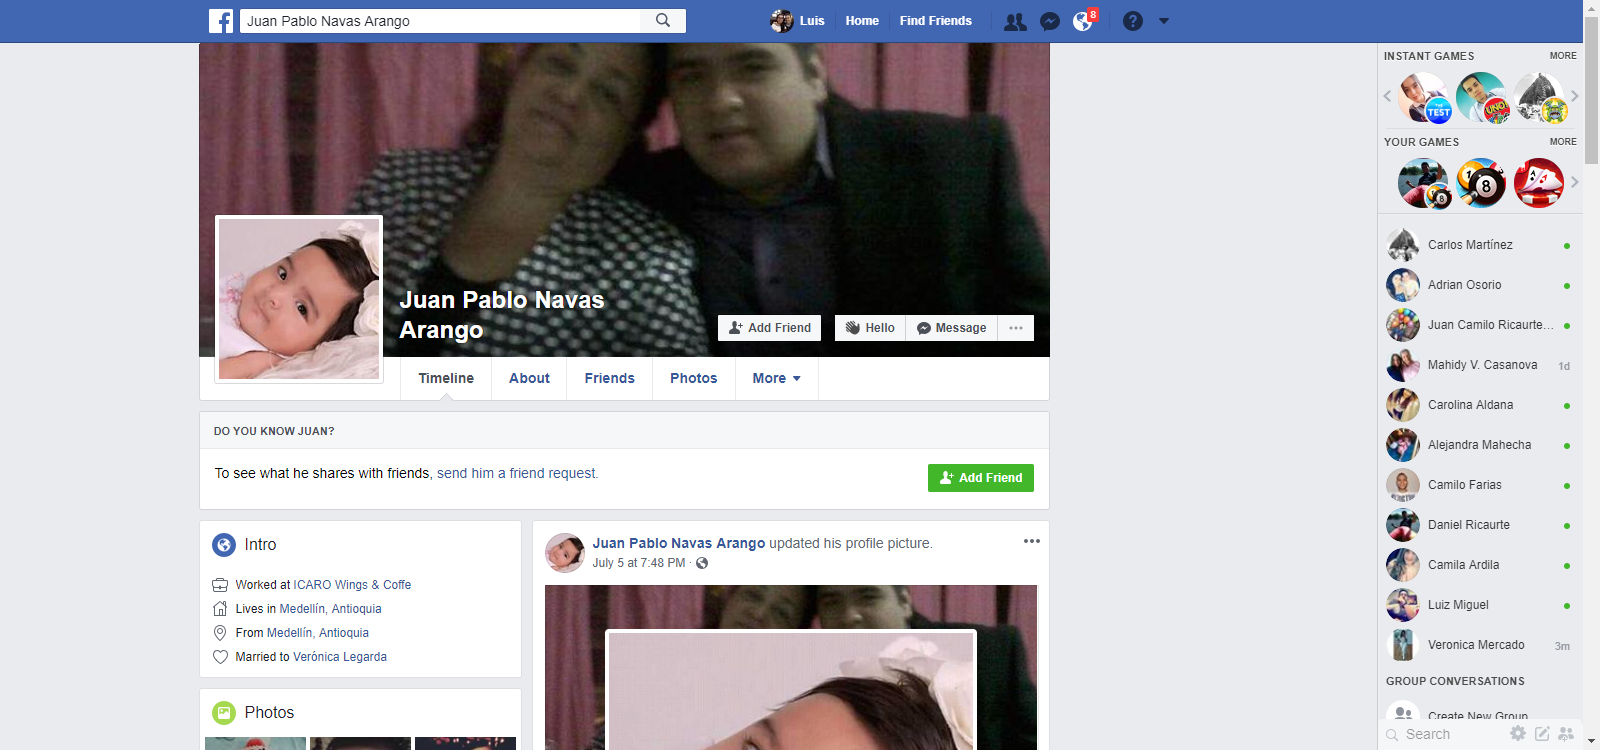 Juan Pablo Navas Arango
Luis
Home
Find Friends
8
INSTANT GAMES
MORE
THE TEST
UNO
YOUR GAMES
MORE
Juan Pablo Navas
Arango
Add Friend
Hello
Message
Timeline
About
Friends
Photos
More
DO YOU KNOW JUAN?
To see what he shares with friends, send him a friend request.
Add Friend
Intro
Worked at ICARO Wings & Coffe
Lives in Medellín, Antioquia
From Medellín, Antioquia
Married to Verònica Legarda
Photos
Juan Pablo Navas Arango updated his profile picture.
July 5 at 7:48 PM ·
Carlos Martínez
Adrian Osorio
Juan Camilo Ricaurte...
Mahidy V. Casanova 1d
Carolina Aldana
Alejandra Mahecha
Camilo Farias
Daniel Ricaurte
Camila Ardila
Luiz Miguel
Veronica Mercado 3m
GROUP CONVERSATIONS
Create New Group
Search